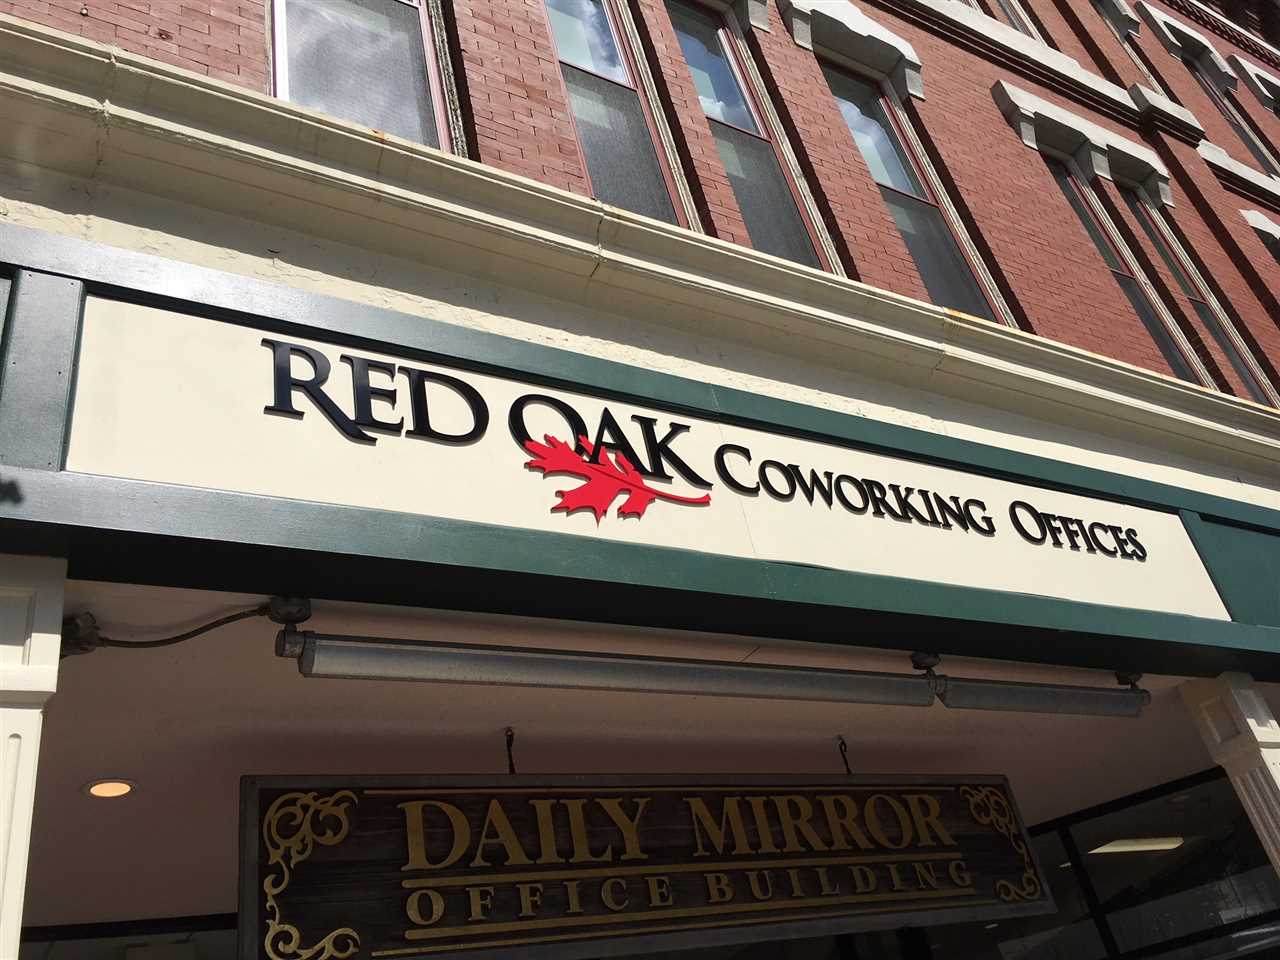 RED OAK COWORKING OFFICES
DAILY MIRROR
OFFICE BUILDING